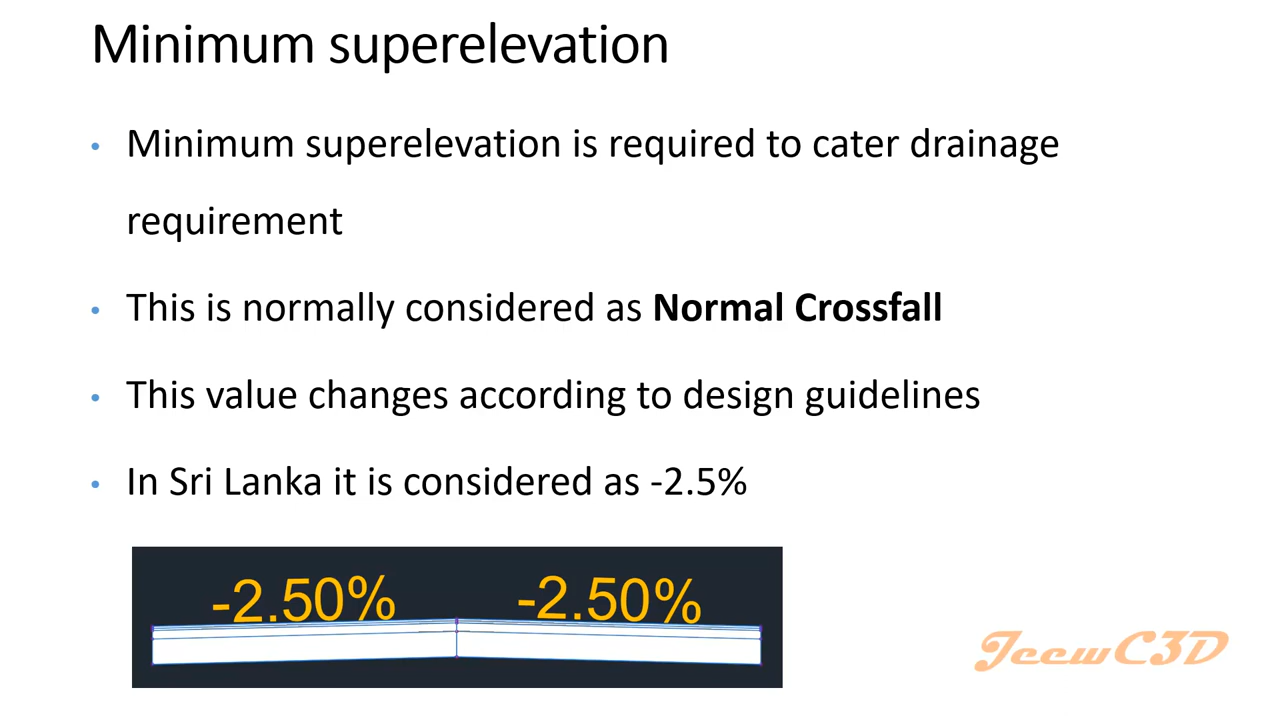 Minimum superelevation
• Minimum superelevation is required to cater drainage
requirement
• This is normally considered as Normal Crossfall
• This value changes according to design guidelines
• In Sri Lanka it is considered as -2.5%
-2.50% -2.50%
JeewC3D